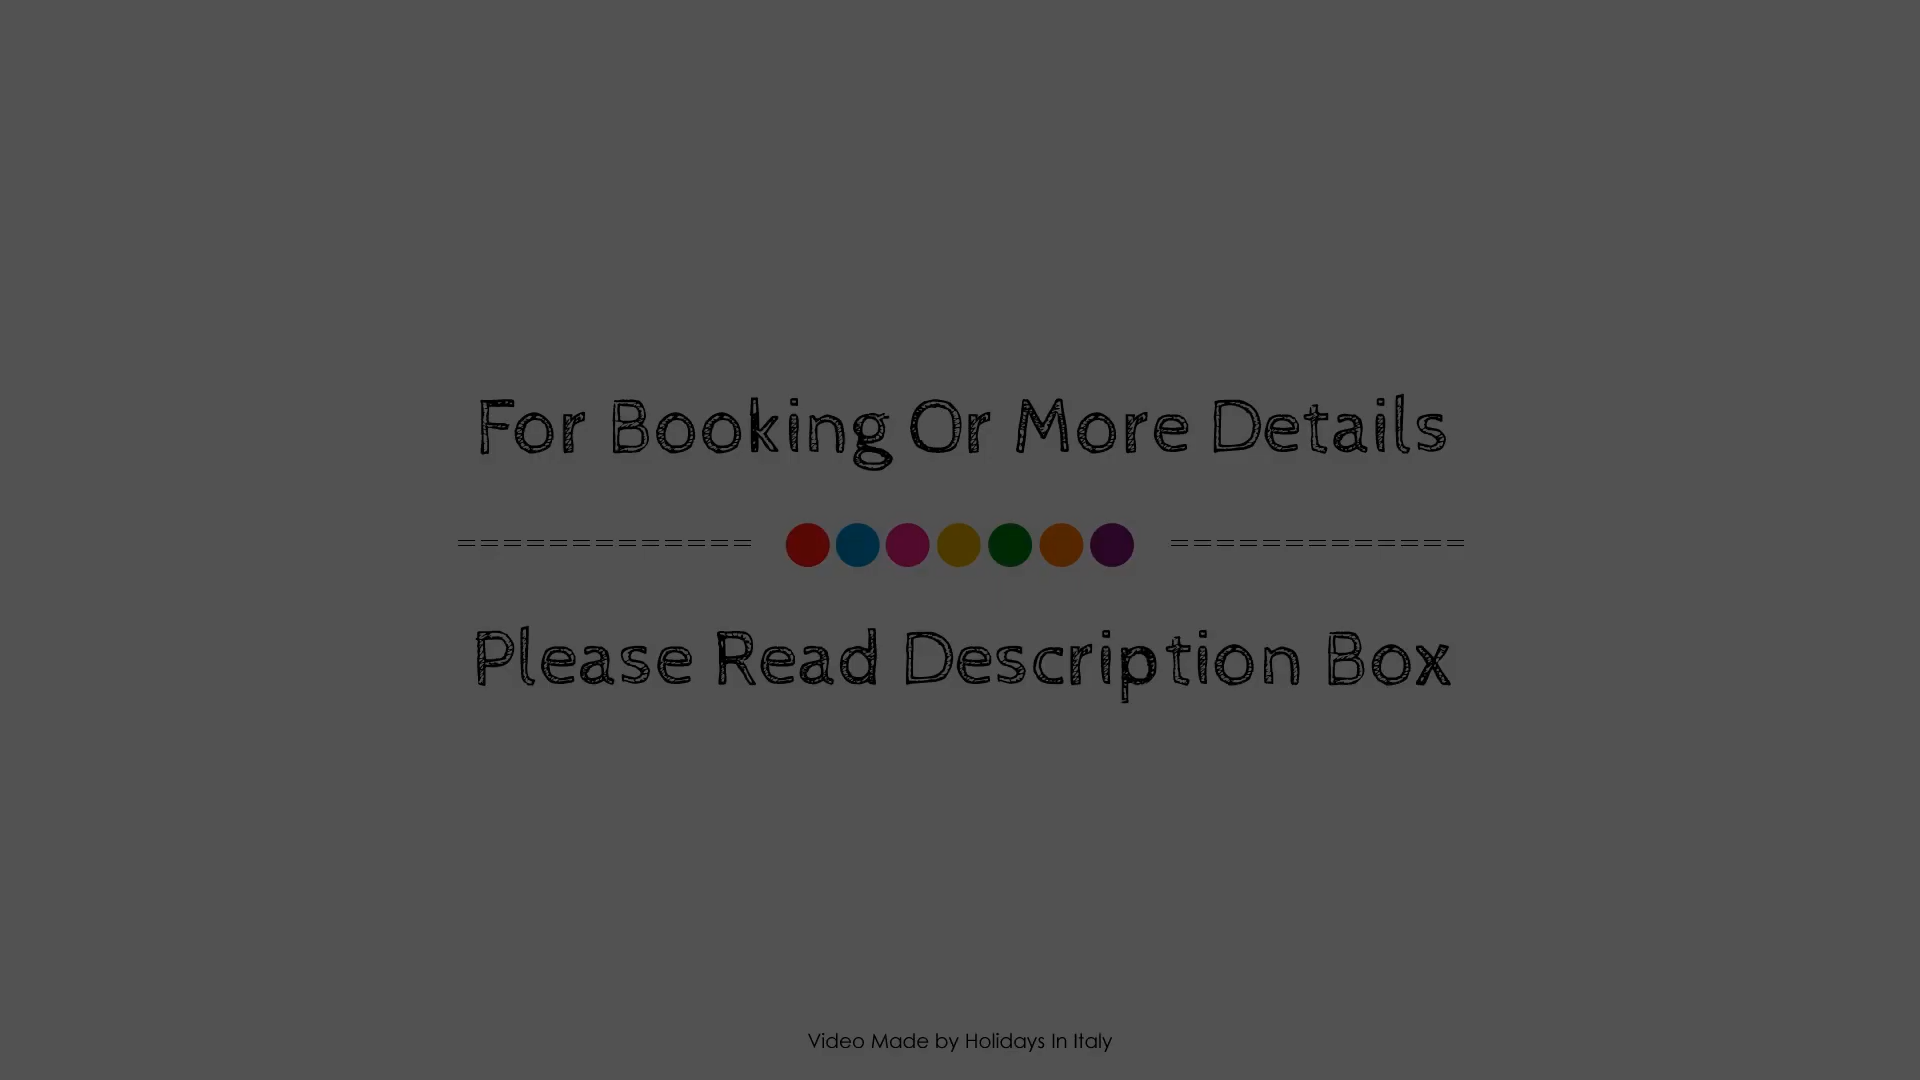 For Booking Or More Details
============= =============
Please Read Description Box
Video Made by Holidays In Italy